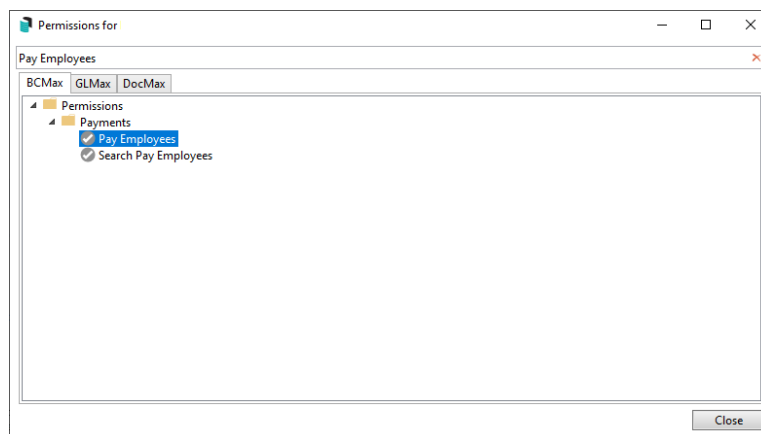 Permissions for
Pay Employees
BCMax GLMax DocMax
Permissions
Payments
Pay Employees
Search Pay Employees
Close